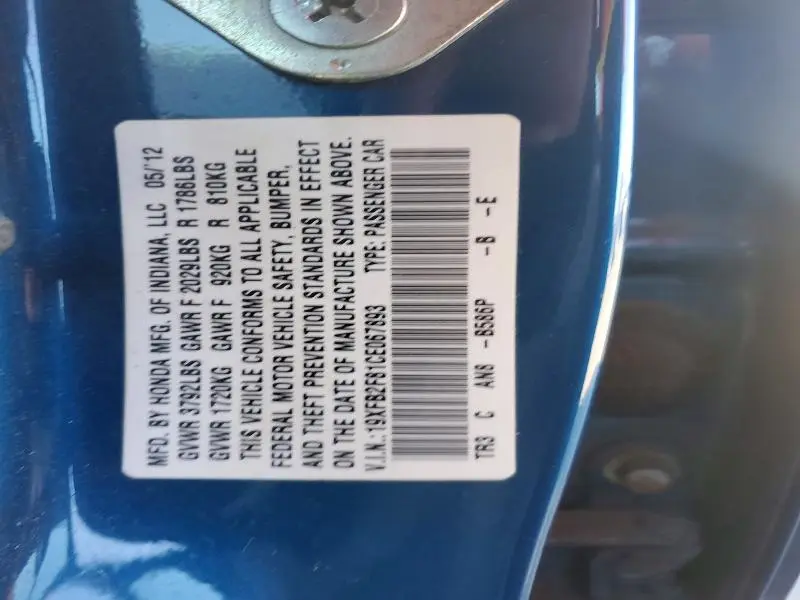 MFD. BY HONDA MFG. OF INDIANA, LLC 05/'12
GVWR 3792LBS GAWR F 2029LBS R 1786LBS
GVWR 1720KG GAWR F 920KG R 810KG
THIS VEHICLE CONFORMS TO ALL APPLICABLE
FEDERAL MOTOR VEHICLE SAFETY, BUMPER,
AND THEFT PREVENTION STANDARDS IN EFFECT
ON THE DATE OF MANUFACTURE SHOWN ABOVE.
V.I.N.:19XFB2F81CE067893 TYPE: PASSENGER CAR
TR3 C AN8 -B586P -B -E